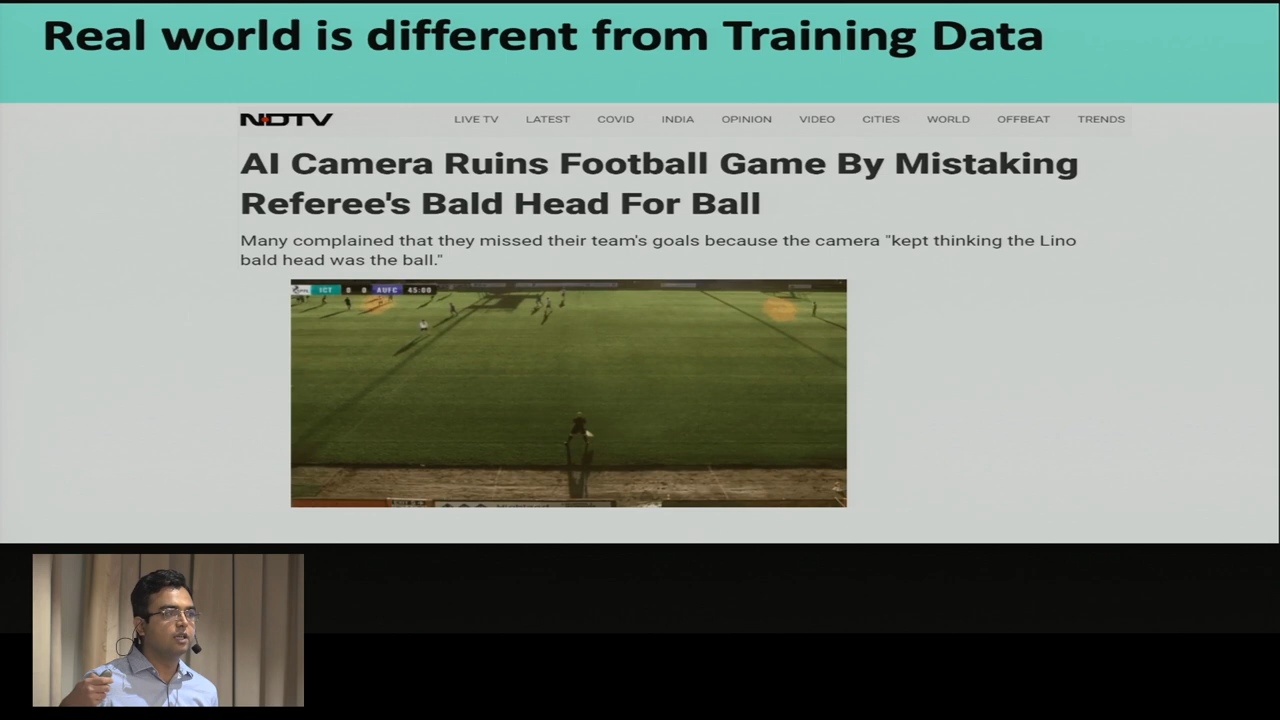 Real world is different from Training Data
NDTV
LIVE TV LATEST COVID INDIA OPINION VIDEO CITIES WORLD OFFBEAT TRENDS
AI Camera Ruins Football Game By Mistaking
Referee's Bald Head For Ball
Many complained that they missed their team's goals because the camera "kept thinking the Lino
bald head was the ball."
ICT 0 0 AUFC 45:00